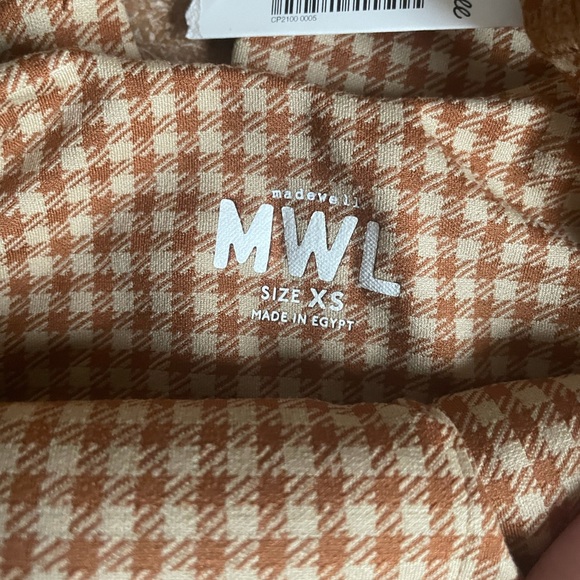 CP2100 0005
madewell
MWL
SIZE XS
MADE IN EGYPT